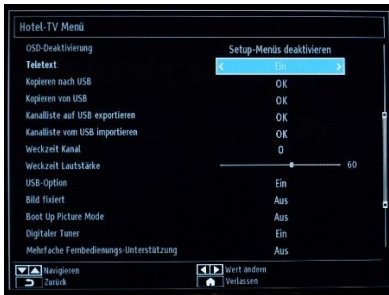 Hotel-TV Menü
OSD-Deaktivierung Setup-Menüs deaktivieren
Teletext Ein
Kopieren nach USB OK
Kopieren von USB OK
Kanalliste auf USB exportieren OK
Kanalliste vom USB importieren OK
Weckzeit Kanal 0
Weckzeit Lautstärke 60
USB-Option Ein
Bild fixiert Aus
Boot Up Picture Mode Aus
Digitaler Tuner Ein
Mehrfache Fernbedienungs-Unterstützung Aus
Navigieren Wert ändern
Zurück Verlassen